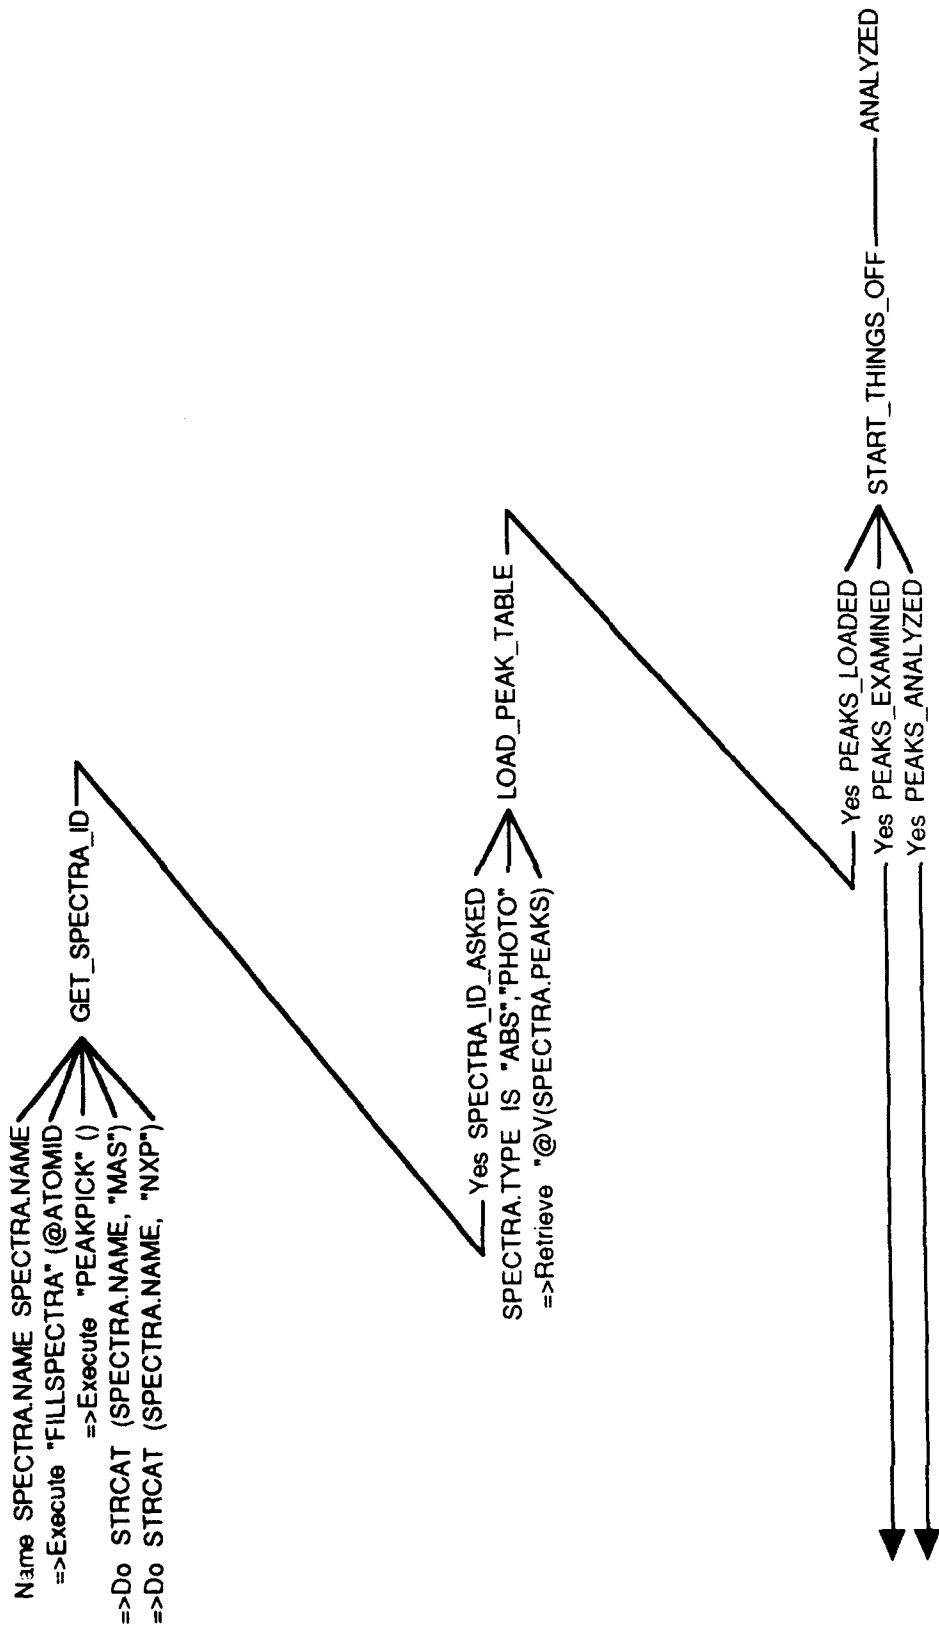 Name SPECTRA.NAME SPECTRA.NAME
=>Execute "FILLSPECTRA" (@ATOMID
=>Execute "PEAKPICK" ()
=>Do STRCAT (SPECTRA.NAME, "MAS")
=>Do STRCAT (SPECTRA.NAME, "NXP")
GET_SPECTRA_ID
Yes SPECTRA_ID_ASKED
SPECTRA.TYPE IS "ABS","PHOTO"
=>Retrieve "@V(SPECTRA.PEAKS)
LOAD_PEAK_TABLE
Yes PEAKS_LOADED
Yes PEAKS_EXAMINED
Yes PEAKS_ANALYZED
START_THINGS_OFF
ANALYZED